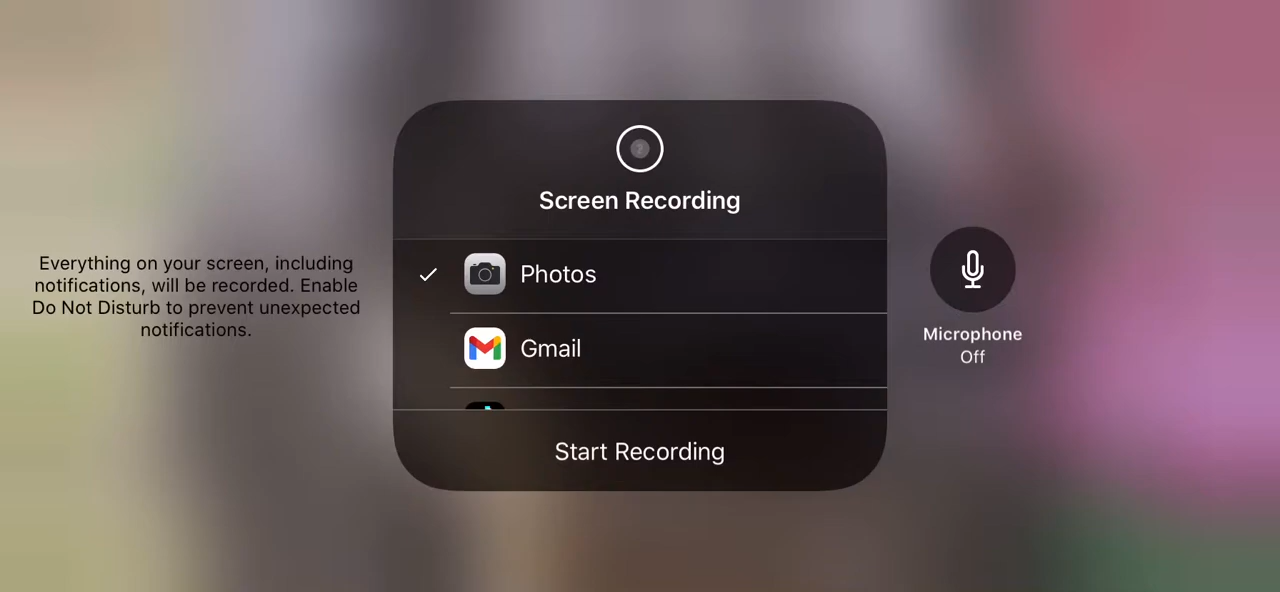 Screen Recording
Everything on your screen, including
notifications, will be recorded. Enable
Do Not Disturb to prevent unexpected
notifications.
Photos
Gmail
Start Recording
Microphone
Off